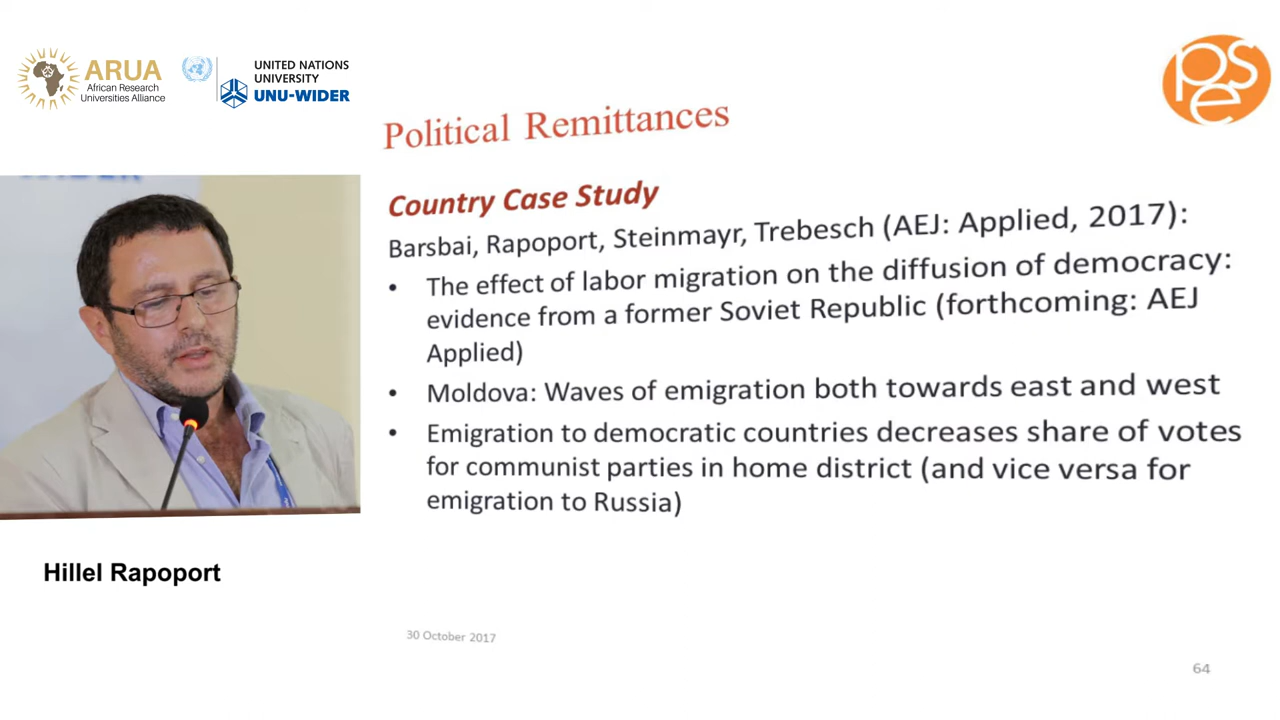 ARUA
African Research
Universities Alliance
UNITED NATIONS
UNIVERSITY
UNU-WIDER
pse
Political Remittances
Country Case Study
Barsbai, Rapoport, Steinmayr, Trebesch (AEJ: Applied, 2017):
• The effect of labor migration on the diffusion of democracy:
evidence from a former Soviet Republic (forthcoming: AEJ
Applied)
• Moldova: Waves of emigration both towards east and west
• Emigration to democratic countries decreases share of votes
for communist parties in home district (and vice versa for
emigration to Russia)
WIDER
Hillel Rapoport
30 October 2017
64